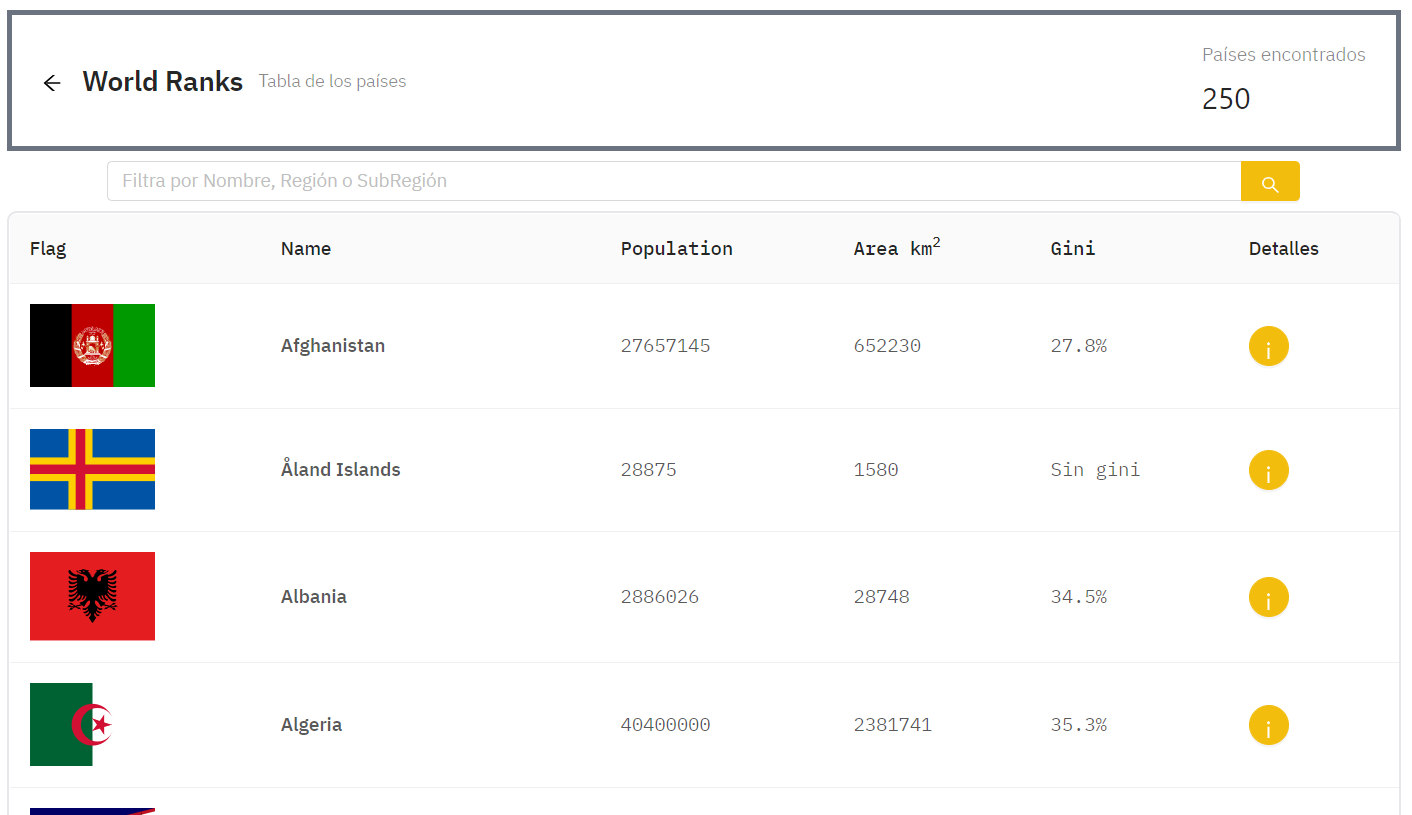 World Ranks Tabla de los países
Países encontrados
250
Filtra por Nombre, Región o SubRegión
Flag Name Population Area km² Gini Detalles
Afghanistan 27657145 652230 27.8%
Åland Islands 28875 1580 Sin gini
Albania 2886026 28748 34.5%
Algeria 40400000 2381741 35.3%